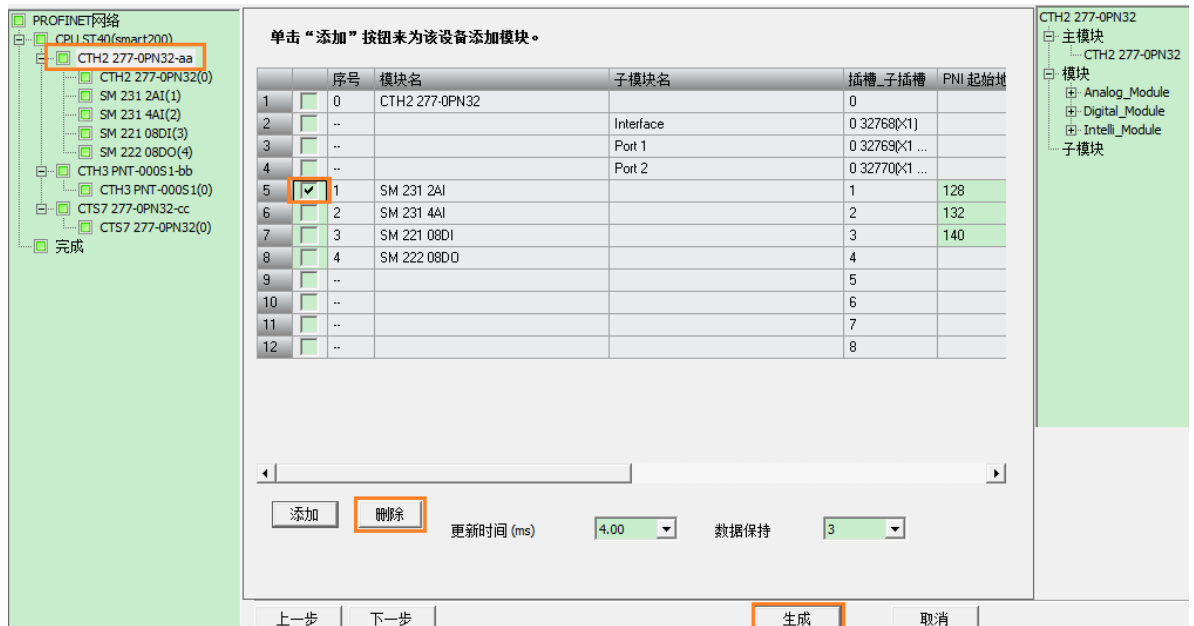 PROFINET网络
CPU ST40(smart200)
CTH2 277-0PN32-aa
CTH2 277-0PN32(0)
SM 231 2AI(1)
SM 231 4AI(2)
SM 221 08DI(3)
SM 222 08DO(4)
CTH3 PNT-000S1-bb
CTH3 PNT-000S1(0)
CTS7 277-0PN32-cc
CTS7 277-0PN32(0)
完成
单击“添加”按钮来为该设备添加模块。
序号 模块名 子模块名 插槽_子插槽 PNI 起始地
1 0 CTH2 277-0PN32 0
2 -- Interface 0 32768(X1)
3 -- Port 1 0 32769(X1 ...
4 -- Port 2 0 32770(X1 ...
5 1 SM 231 2AI 1 128
6 2 SM 231 4AI 2 132
7 3 SM 221 08DI 3 140
8 4 SM 222 08DO 4
9 -- 5
10 -- 6
11 -- 7
12 -- 8
添加 删除 更新时间 (ms) 4.00 数据保持 3
上一步 下一步 生成 取消
CTH2 277-0PN32
主模块
CTH2 277-0PN32
模块
Analog_Module
Digital_Module
Intelli_Module
子模块